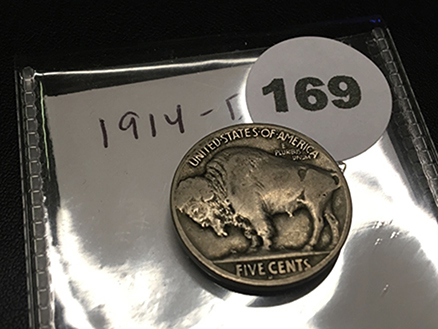 1914-D
169
UNITED STATES OF AMERICA
E
PLURIBUS
UNUM
FIVE CENTS